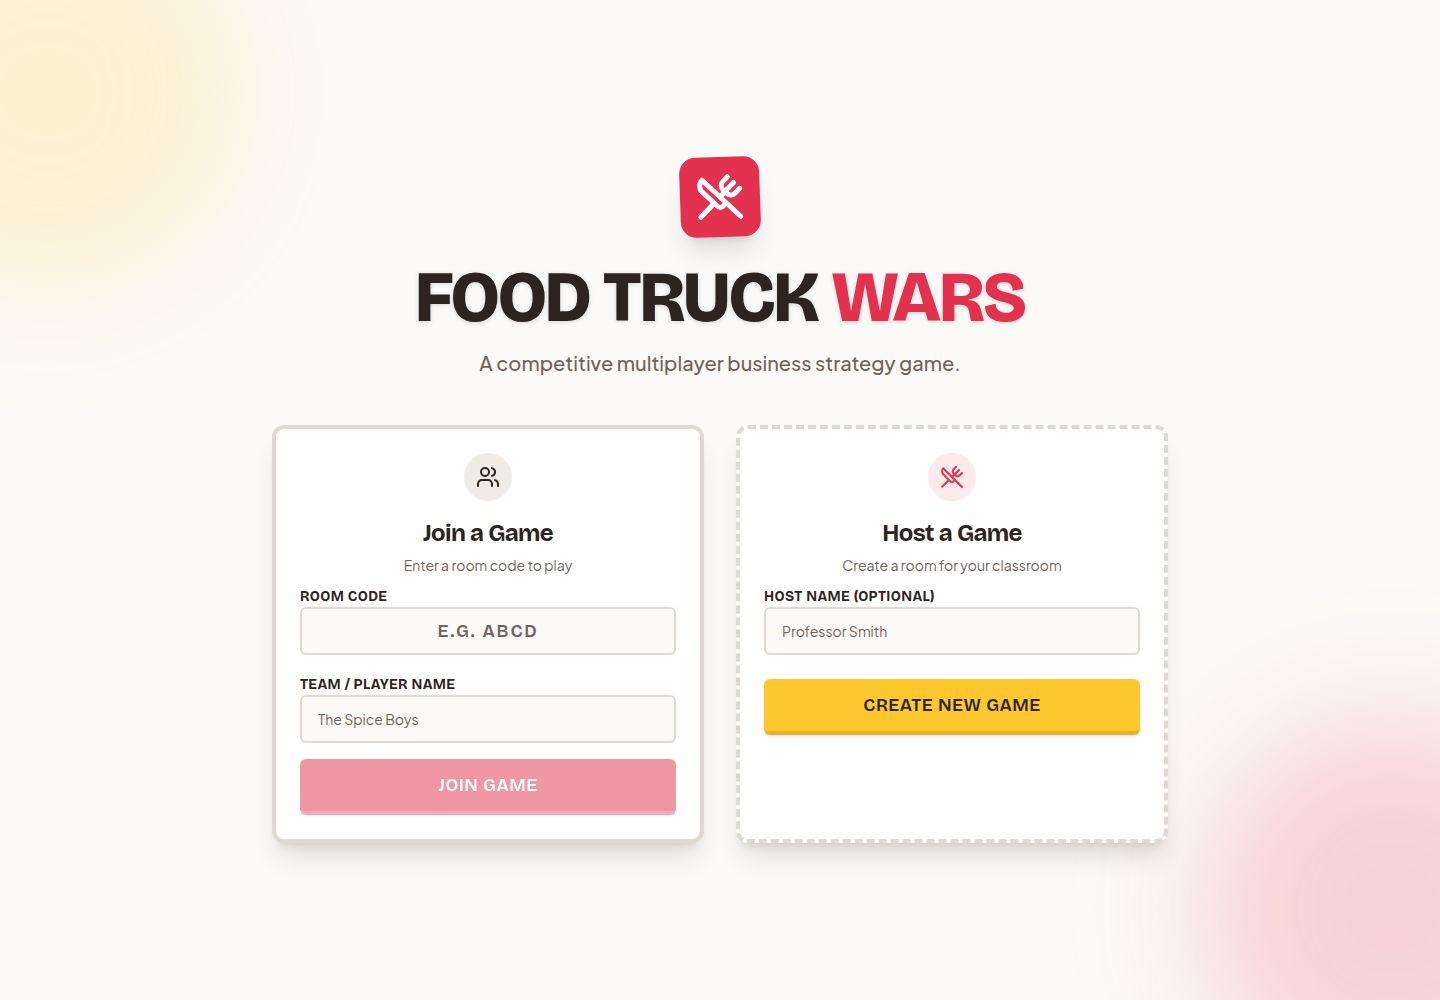 FOOD TRUCK WARS
A competitive multiplayer business strategy game.
Join a Game
Enter a room code to play
ROOM CODE
E.G. ABCD
TEAM / PLAYER NAME
The Spice Boys
JOIN GAME
Host a Game
Create a room for your classroom
HOST NAME (OPTIONAL)
Professor Smith
CREATE NEW GAME